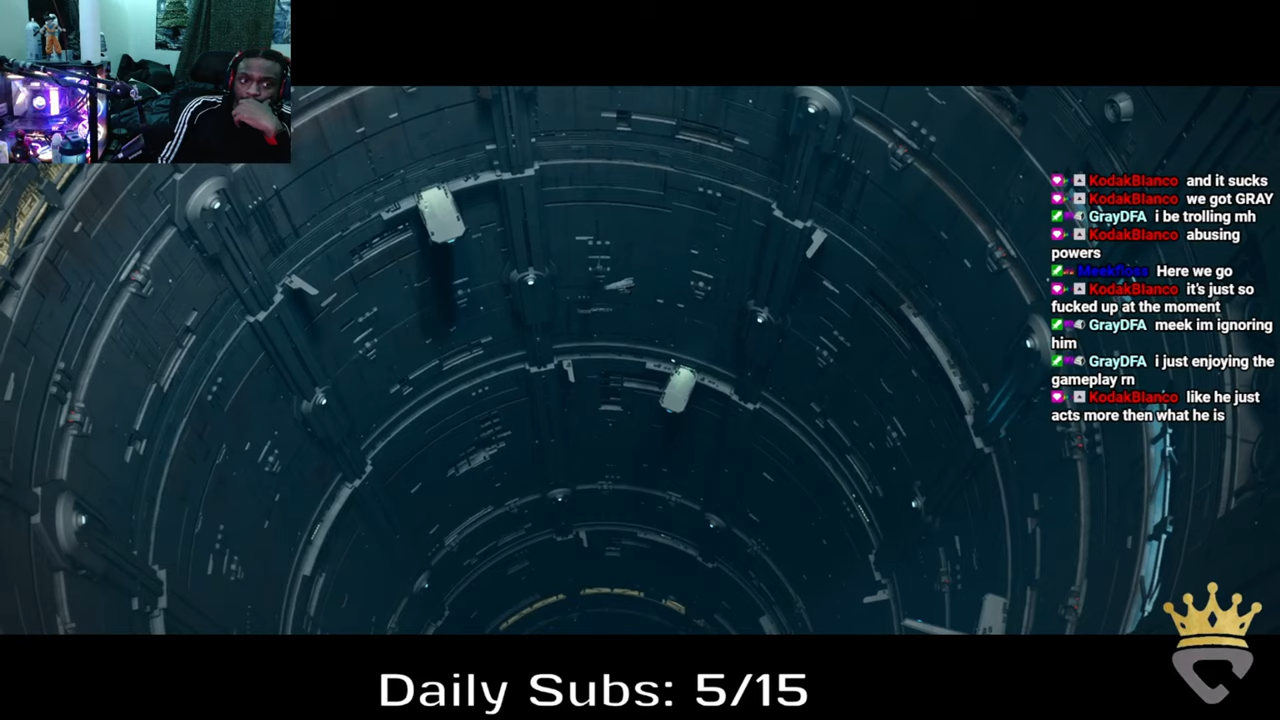 KodakBlanco and it sucks
KodakBlanco we got GRAY
GrayDFA i be trolling mh
KodakBlanco abusing
powers
Meekfloss Here we go
KodakBlanco it's just so
fucked up at the moment
GrayDFA meek im ignoring
him
GrayDFA i just enjoying the
gameplay rn
KodakBlanco like he just
acts more then what he is
Daily Subs: 5/15